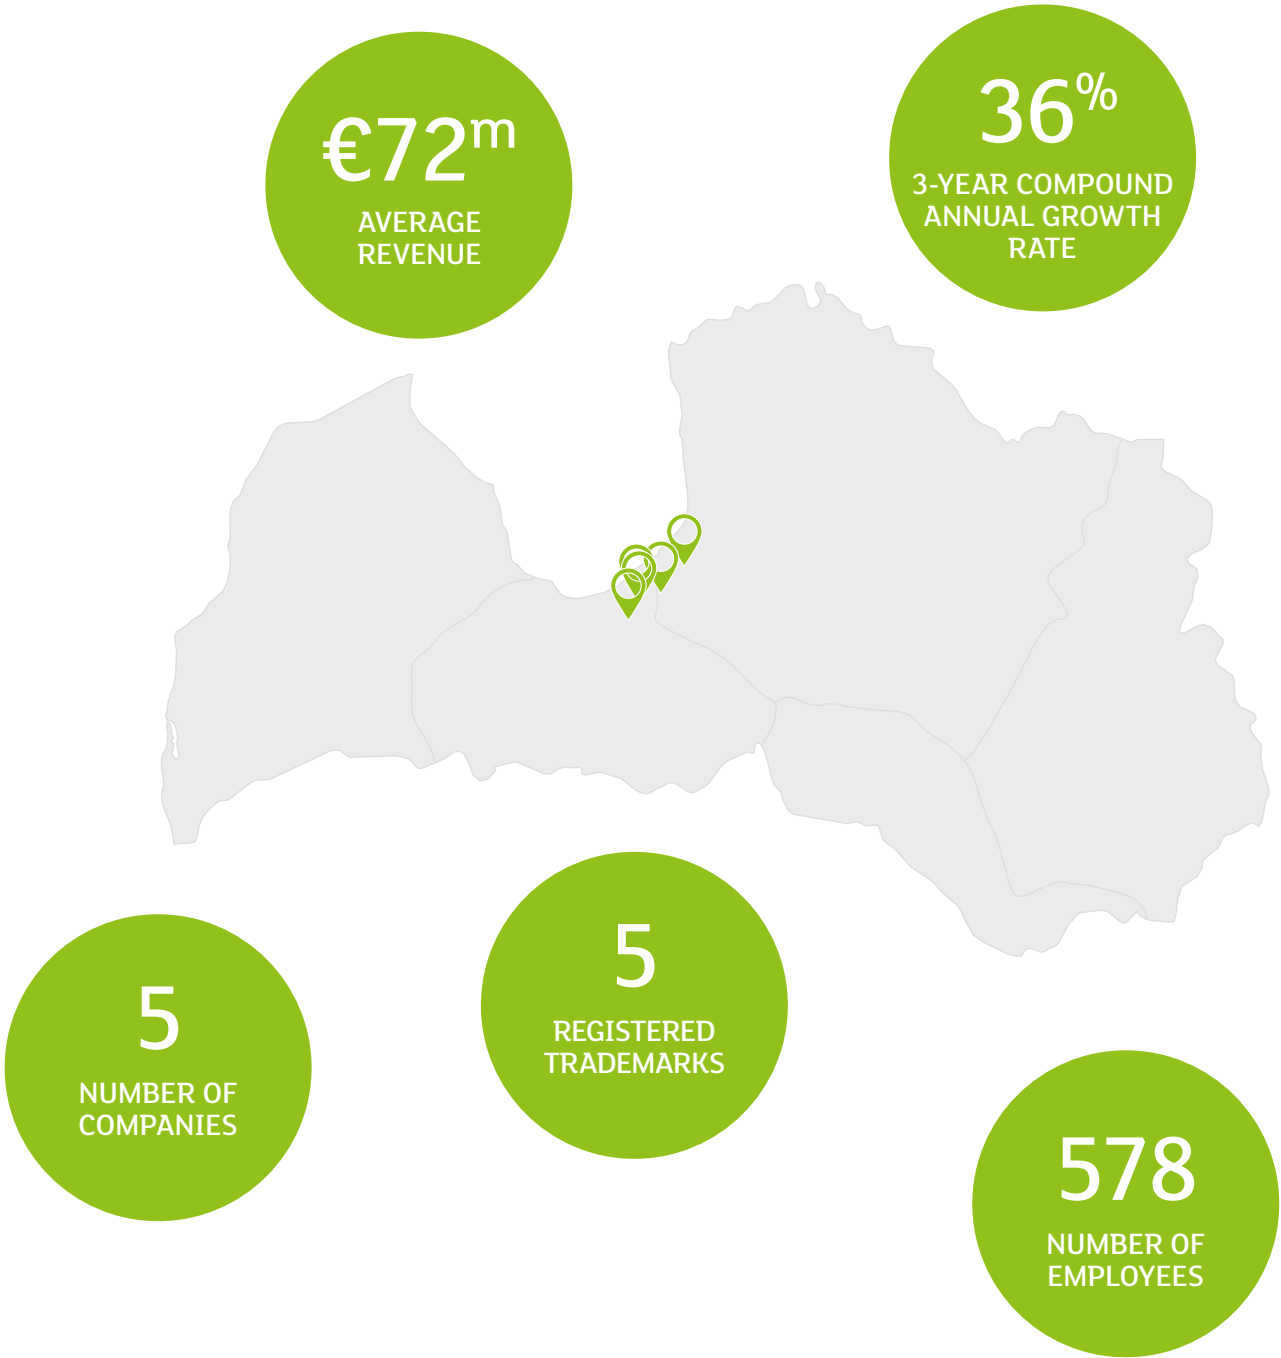 €72m
AVERAGE
REVENUE
36%
3-YEAR COMPOUND
ANNUAL GROWTH
RATE
5
NUMBER OF
COMPANIES
5
REGISTERED
TRADEMARKS
578
NUMBER OF
EMPLOYEES